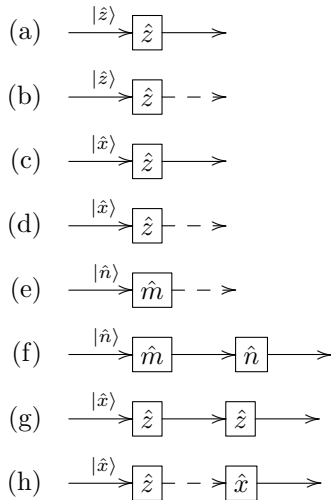 (a) |ẑ⟩ ẑ
(b) |ẑ⟩ ẑ
(c) |x̂⟩ ẑ
(d) |x̂⟩ ẑ
(e) |n̂⟩ m̂
(f) |n̂⟩ m̂ n̂
(g) |x̂⟩ ẑ ẑ
(h) |x̂⟩ ẑ x̂